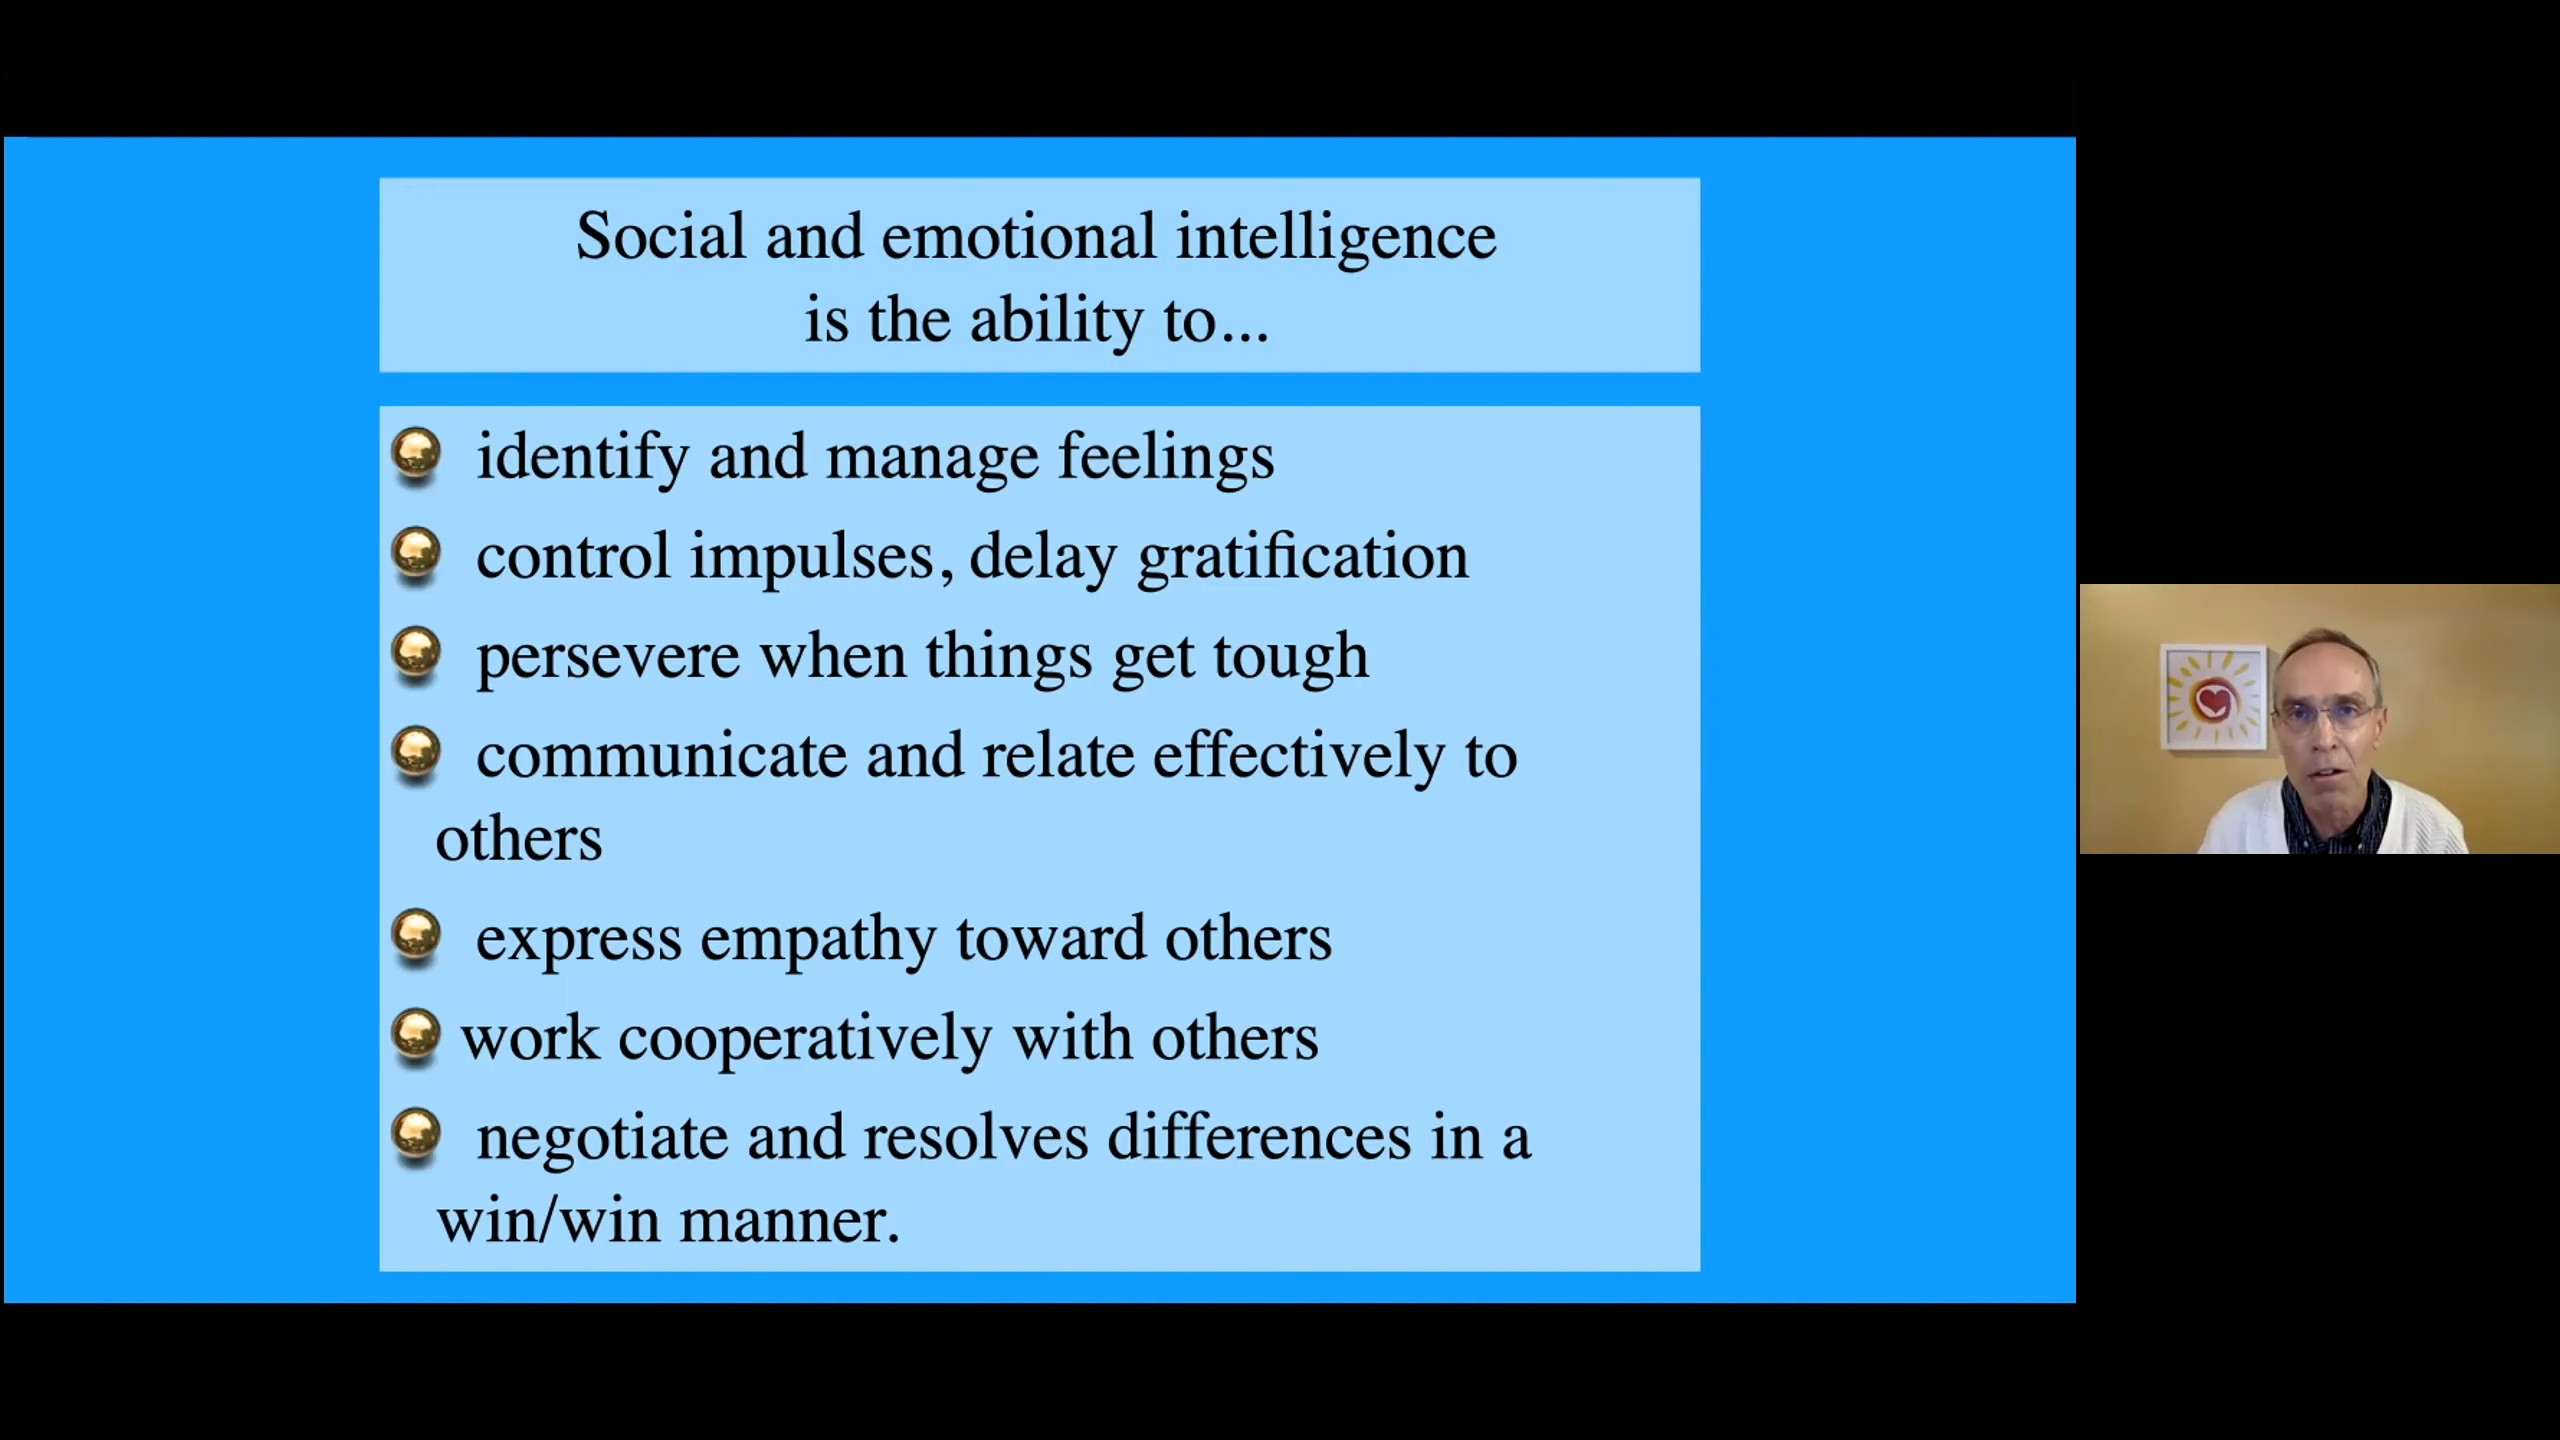 Social and emotional intelligence
is the ability to...
identify and manage feelings
control impulses, delay gratification
persevere when things get tough
communicate and relate effectively to
others
express empathy toward others
work cooperatively with others
negotiate and resolves differences in a
win/win manner.